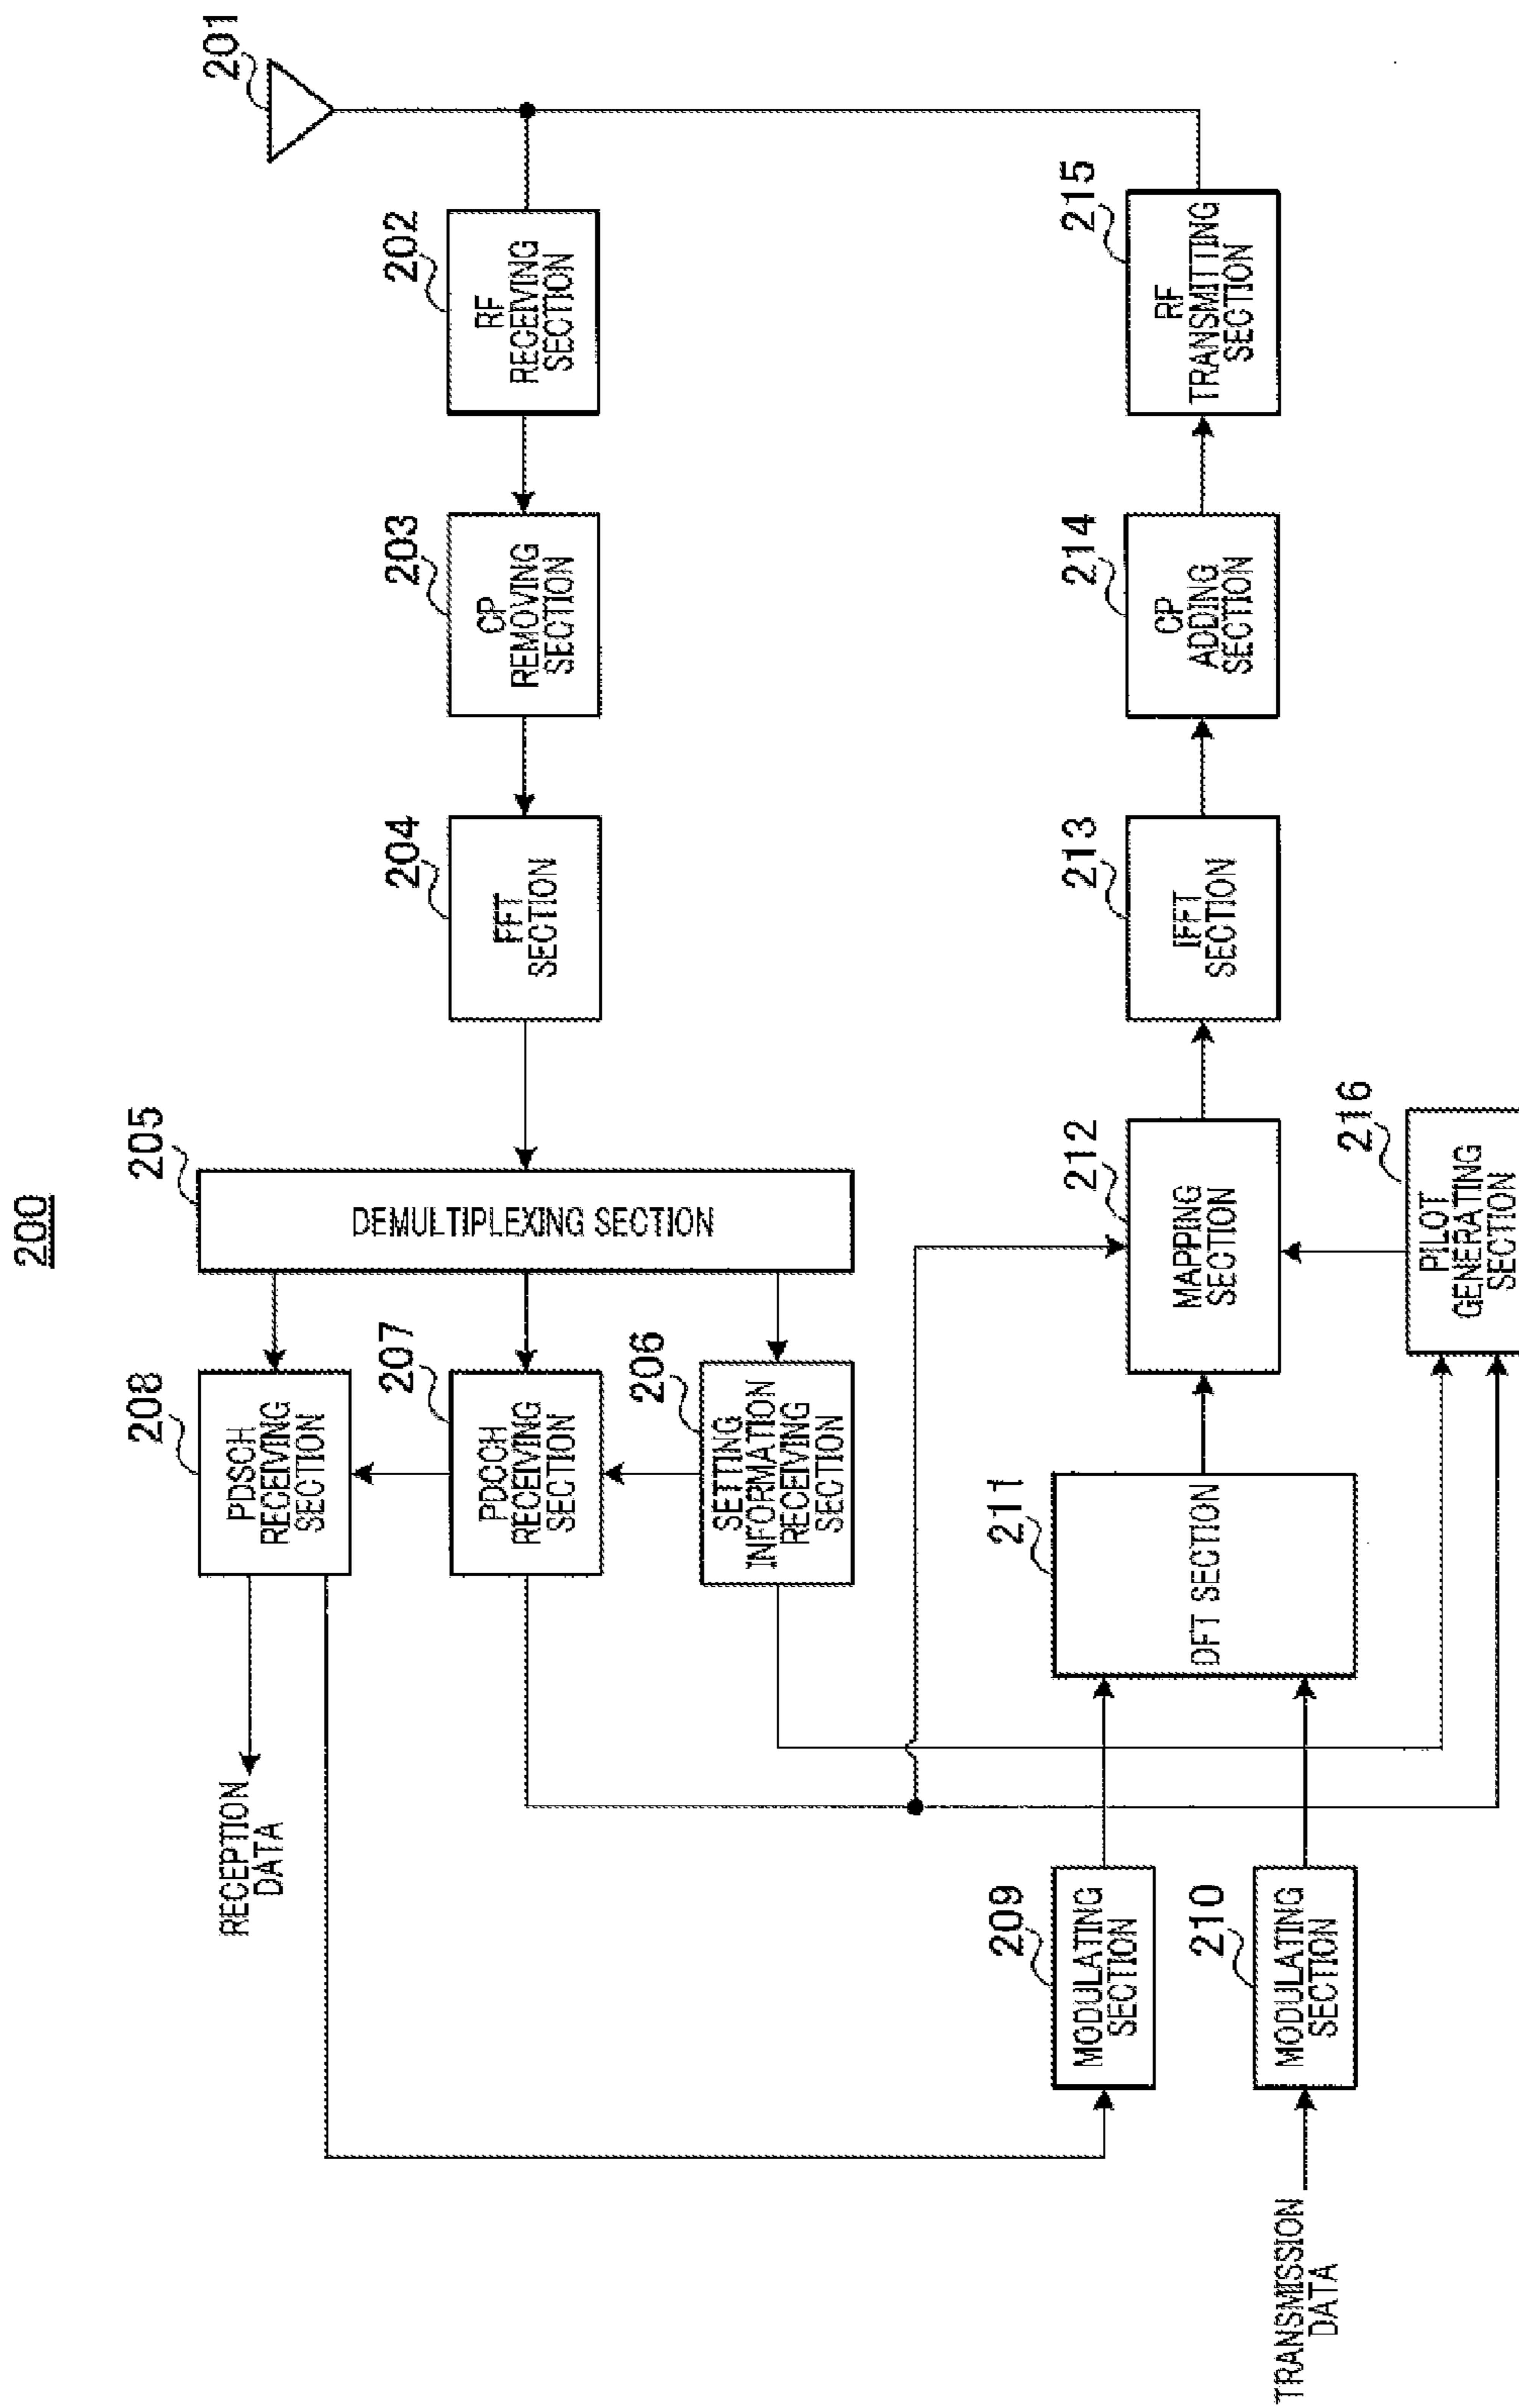 200
201
202
RF
RECEIVING
SECTION
203
CP
REMOVING
SECTION
204
FFT
SECTION
205
DEMULTIPLEXING SECTION
208
PDSCH
RECEIVING
SECTION
207
PDCCH
RECEIVING
SECTION
206
SETTING
INFORMATION
RECEIVING
SECTION
RECEPTION
DATA
209
MODULATING
SECTION
210
MODULATING
SECTION
TRANSMISSION
DATA
211
DFT SECTION
212
MAPPING
SECTION
216
PILOT
GENERATING
SECTION
213
IFFT
SECTION
214
CP
ADDING
SECTION
215
RF
TRANSMITTING
SECTION